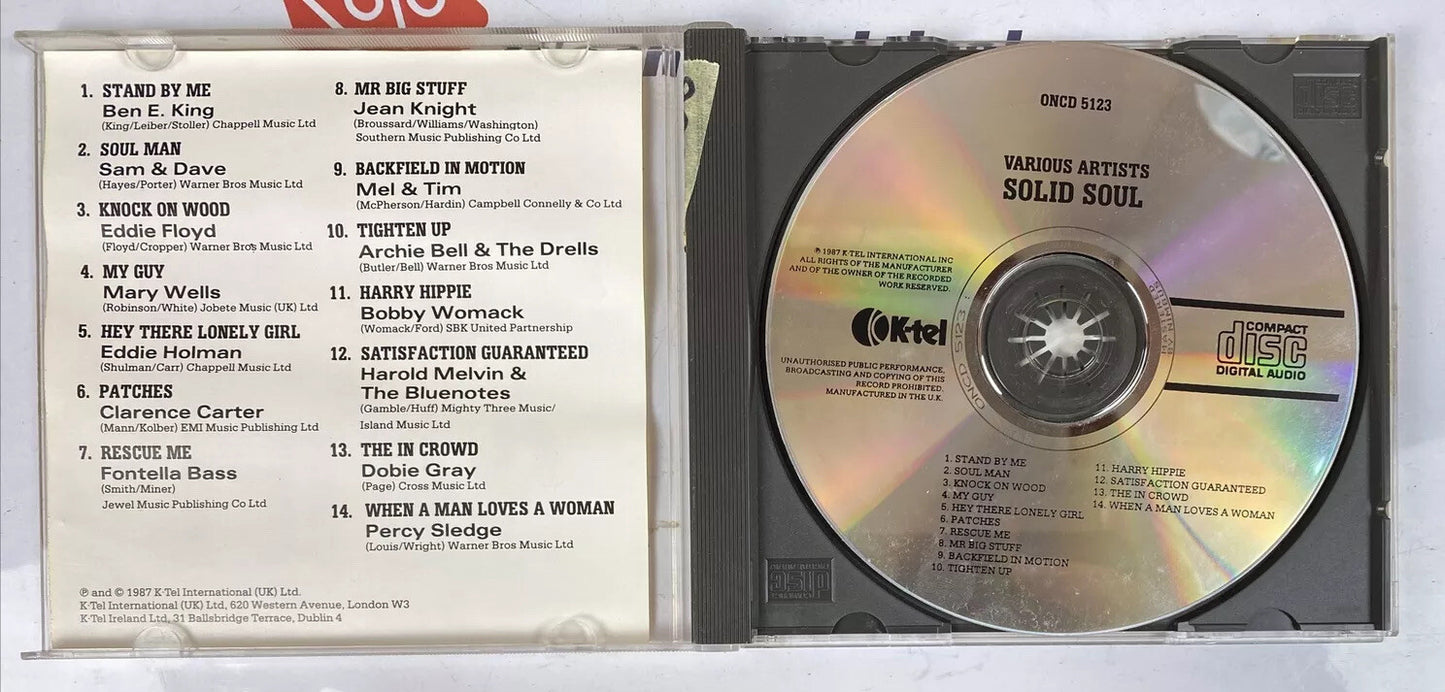 1. STAND BY ME
Ben E. King
(King/Leiber/Stoller) Chappell Music Ltd
2. SOUL MAN
Sam & Dave
(Hayes/Porter) Warner Bros Music Ltd
3. KNOCK ON WOOD
Eddie Floyd
(Floyd/Cropper) Warner Bros Music Ltd
4. MY GUY
Mary Wells
(Robinson/White) Jobete Music (UK) Ltd
5. HEY THERE LONELY GIRL
Eddie Holman
(Shulman/Carr) Chappell Music Ltd
6. PATCHES
Clarence Carter
(Mann/Kolber) EMI Music Publishing Ltd
7. RESCUE ME
Fontella Bass
(Smith/Miner)
Jewel Music Publishing Co Ltd
8. MR BIG STUFF
Jean Knight
(Broussard/Williams/Washington)
Southern Music Publishing Co Ltd
9. BACKFIELD IN MOTION
Mel & Tim
(McPherson/Hardin) Campbell Connelly & Co Ltd
10. TIGHTEN UP
Archie Bell & The Drells
(Butler/Bell) Warner Bros Music Ltd
11. HARRY HIPPIE
Bobby Womack
(Womack/Ford) SBK United Partnership
12. SATISFACTION GUARANTEED
Harold Melvin &
The Bluenotes
(Gamble/Huff) Mighty Three Music/
Island Music Ltd
13. THE IN CROWD
Dobie Gray
(Page) Cross Music Ltd
14. WHEN A MAN LOVES A WOMAN
Percy Sledge
(Louis/Wright) Warner Bros Music Ltd
℗ and © 1987 K-Tel International (UK) Ltd.
K-Tel International (UK) Ltd, 620 Western Avenue, London W3
K-Tel Ireland Ltd, 31 Ballsbridge Terrace, Dublin 4
ONCD 5123
VARIOUS ARTISTS
SOLID SOUL
℗ 1987 K-TEL INTERNATIONAL INC
ALL RIGHTS OF THE MANUFACTURER
AND OF THE OWNER OF THE RECORDED
WORK RESERVED.
K-tel
UNAUTHORISED PUBLIC PERFORMANCE,
BROADCASTING AND COPYING OF THIS
RECORD PROHIBITED.
MANUFACTURED IN THE U.K.
COMPACT
disc
DIGITAL AUDIO
ONCD 5123 :
MASTERED BY NIMBUS
1. STAND BY ME
2. SOUL MAN
3. KNOCK ON WOOD
4. MY GUY
5. HEY THERE LONELY GIRL
6. PATCHES
7. RESCUE ME
8. MR BIG STUFF
9. BACKFIELD IN MOTION
10. TIGHTEN UP
11. HARRY HIPPIE
12. SATISFACTION GUARANTEED
13. THE IN CROWD
14. WHEN A MAN LOVES A WOMAN
disc
COMPACT
disc